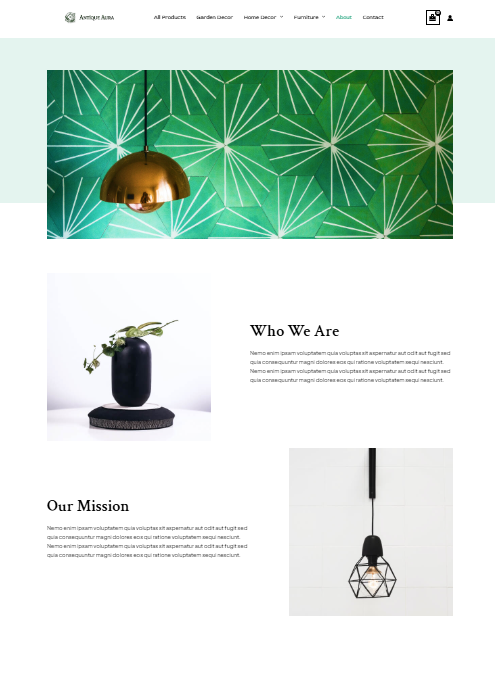 Antique Aura
All Products Garden Decor Home Decor Furniture About Contact
Who We Are
Nemo enim ipsam voluptatem quia voluptas sit aspernatur aut odit aut fugit sed
quia consequuntur magni dolores eos qui ratione voluptatem sequi nesciunt.
Nemo enim ipsam voluptatem quia voluptas sit aspernatur aut odit aut fugit sed
quia consequuntur magni dolores eos qui ratione voluptatem sequi nesciunt.
Our Mission
Nemo enim ipsam voluptatem quia voluptas sit aspernatur aut odit aut fugit sed
quia consequuntur magni dolores eos qui ratione voluptatem sequi nesciunt.
Nemo enim ipsam voluptatem quia voluptas sit aspernatur aut odit aut fugit sed
quia consequuntur magni dolores eos qui ratione voluptatem sequi nesciunt.